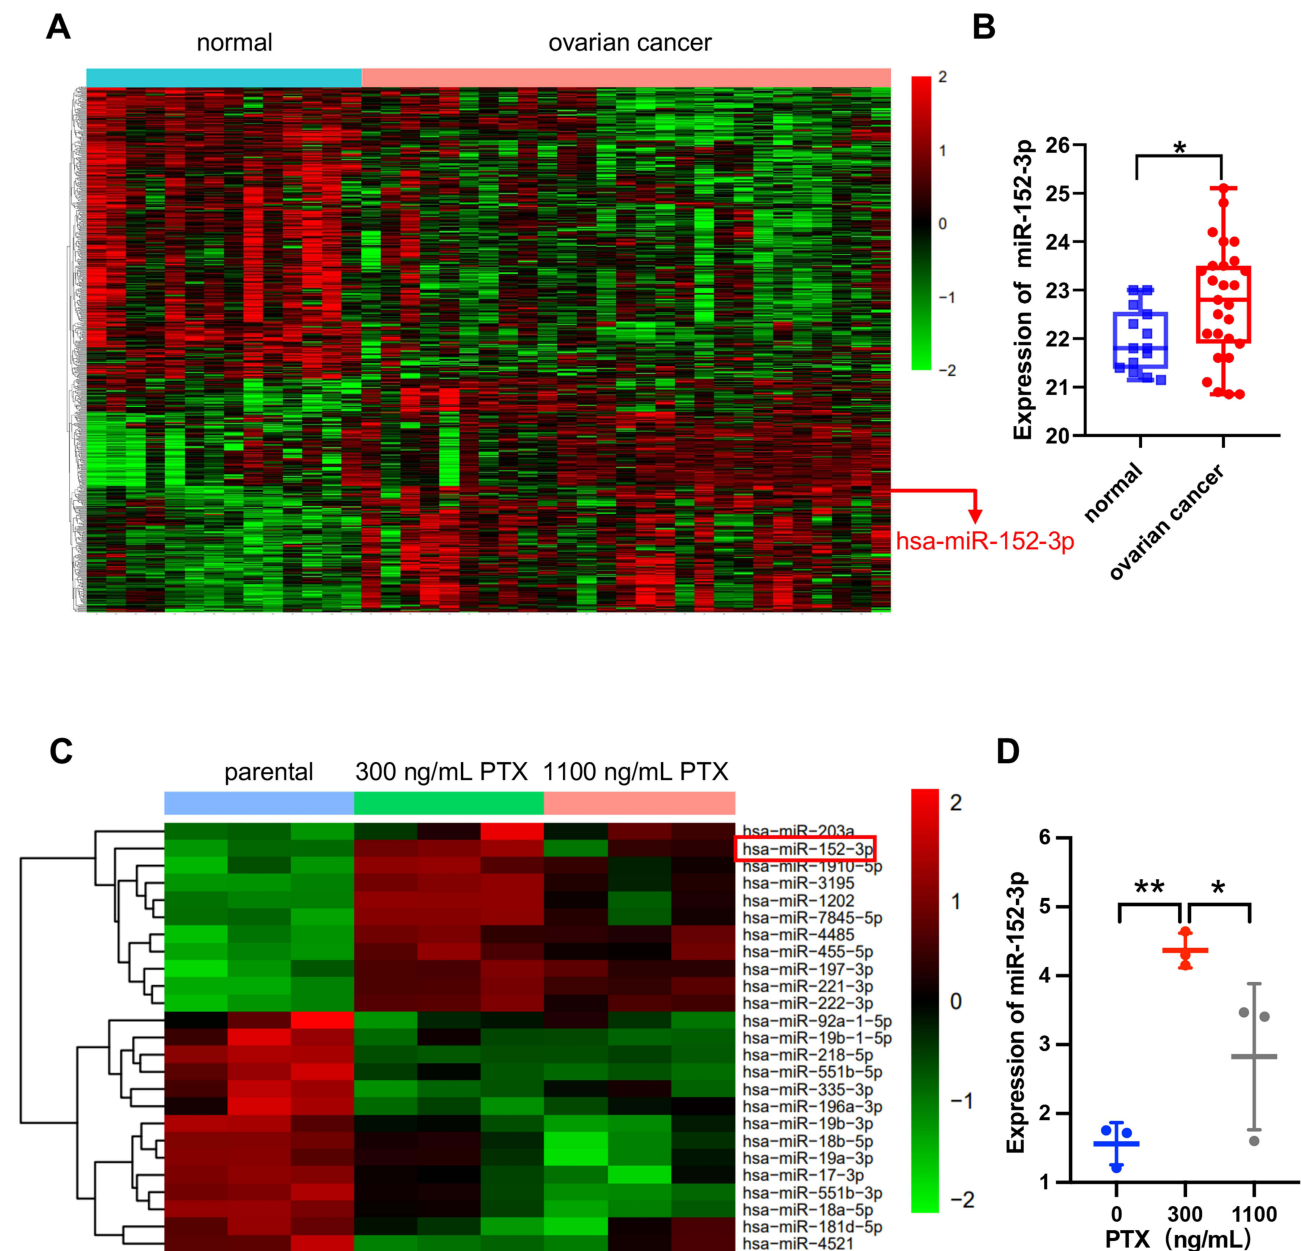 A
normal
ovarian cancer
2
1
0
−1
−2
hsa-miR-152-3p
B
Expression of miR-152-3p
26
25
24
23
22
21
20
*
normal
ovarian cancer
C
parental
300 ng/mL PTX
1100 ng/mL PTX
hsa−miR−203a
hsa−miR−152−3p
hsa−miR−1910−5p
hsa−miR−3195
hsa−miR−1202
hsa−miR−7845−5p
hsa−miR−4485
hsa−miR−455−5p
hsa−miR−197−3p
hsa−miR−221−3p
hsa−miR−222−3p
hsa−miR−92a−1−5p
hsa−miR−19b−1−5p
hsa−miR−218−5p
hsa−miR−551b−5p
hsa−miR−335−3p
hsa−miR−196a−3p
hsa−miR−19b−3p
hsa−miR−18b−5p
hsa−miR−19a−3p
hsa−miR−17−3p
hsa−miR−551b−3p
hsa−miR−18a−5p
hsa−miR−181d−5p
hsa−miR−4521
2
1
0
−1
−2
D
Expression of miR-152-3p
6
5
4
3
2
1
**
*
0
300
1100
PTX （ng/mL）